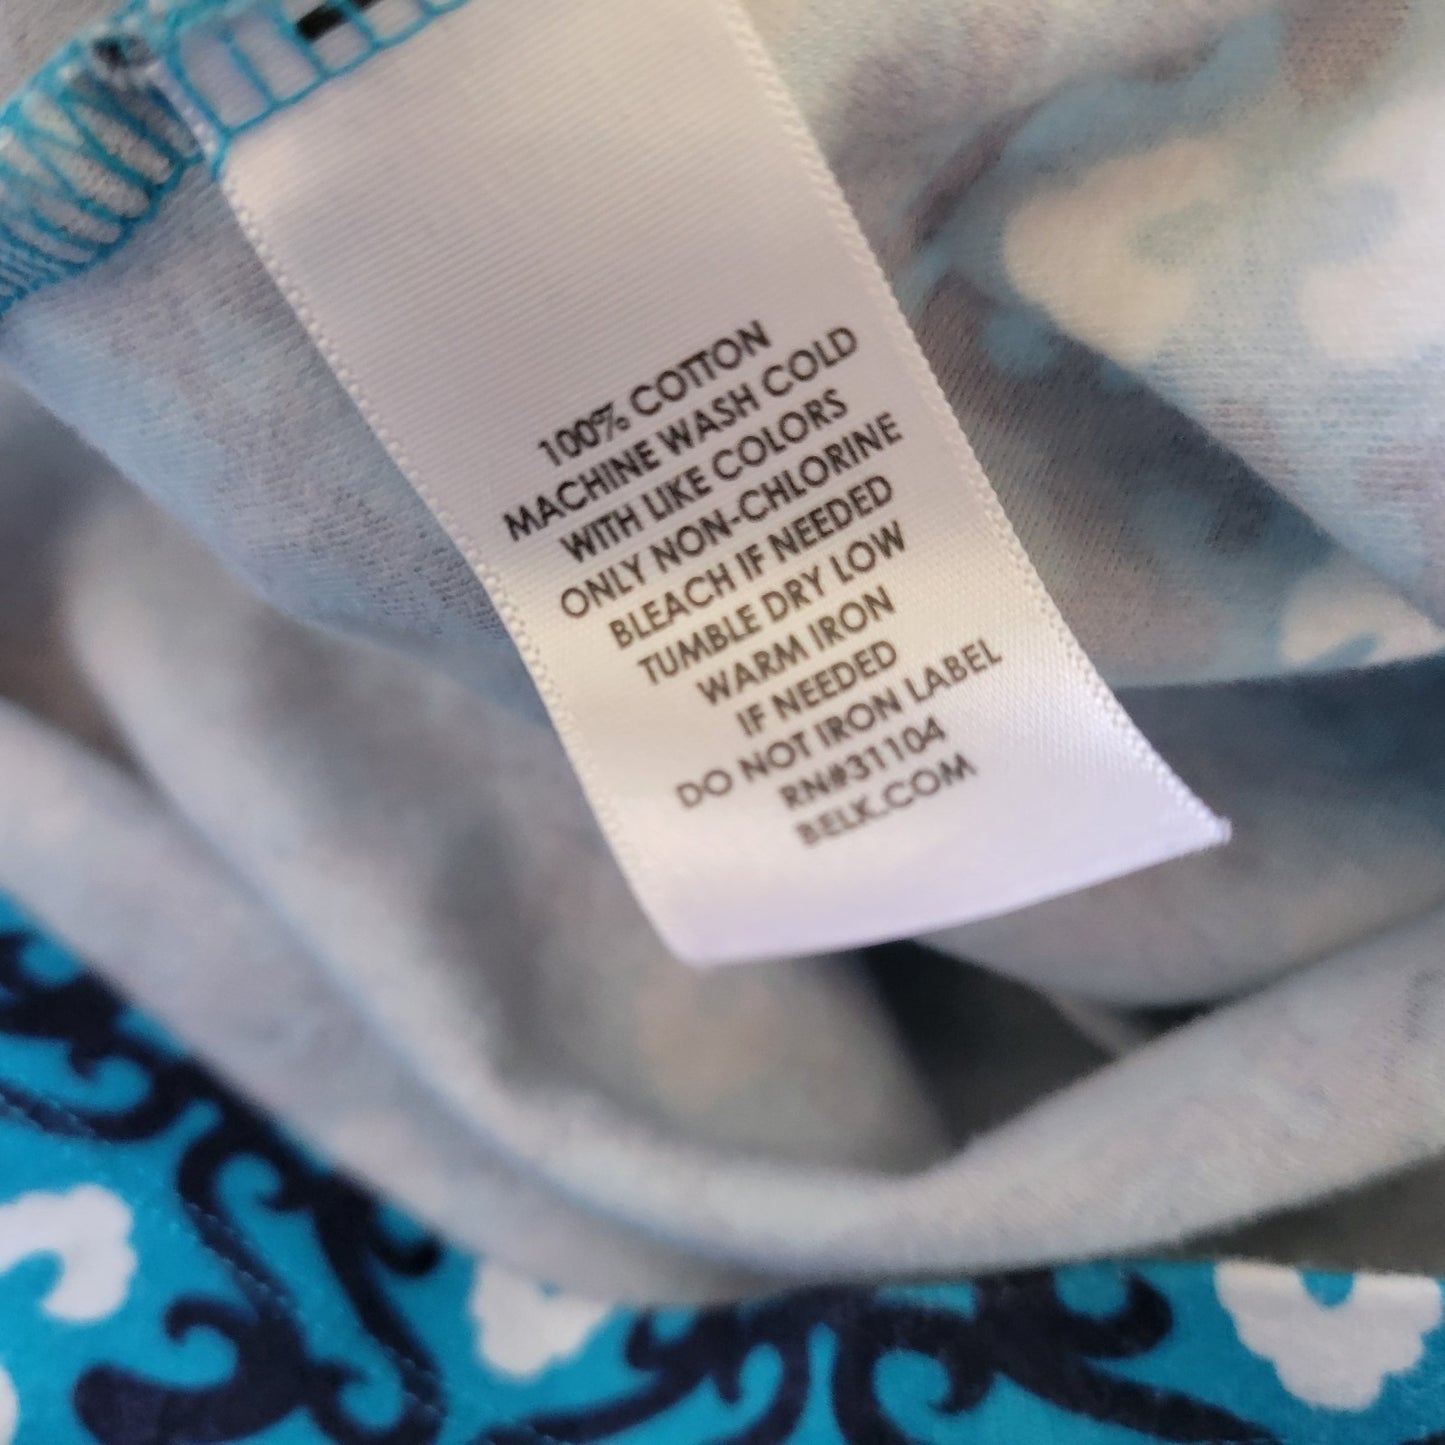 100% COTTON
MACHINE WASH COLD
WITH LIKE COLORS
ONLY NON-CHLORINE
BLEACH IF NEEDED
TUMBLE DRY LOW
WARM IRON
IF NEEDED
DO NOT IRON LABEL
RN#31104
BELK.COM